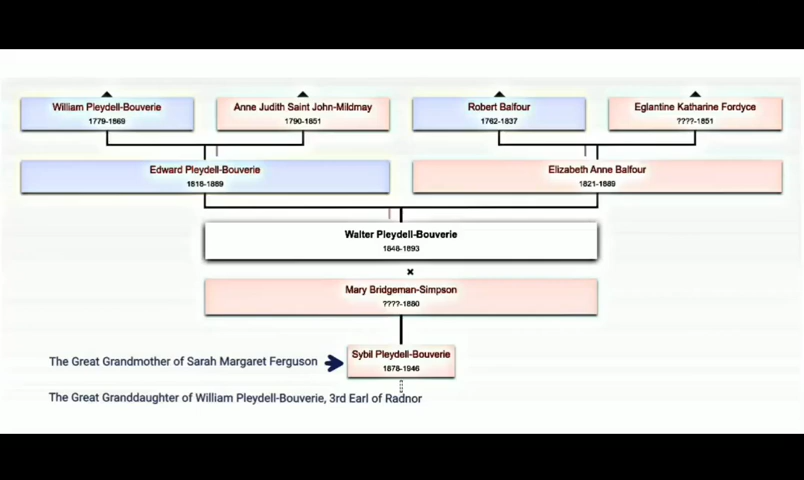 William Pleydell-Bouverie
1779-1869
Anne Judith Saint John-Mildmay
1790-1851
Robert Balfour
1762-1837
Eglantine Katharine Fordyce
????-1851
Edward Pleydell-Bouverie
1818-1889
Elizabeth Anne Balfour
1821-1889
Walter Pleydell-Bouverie
1848-1893
x
Mary Bridgeman-Simpson
????-1880
Sybil Pleydell-Bouverie
1878-1946
The Great Grandmother of Sarah Margaret Ferguson
The Great Granddaughter of William Pleydell-Bouverie, 3rd Earl of Radnor